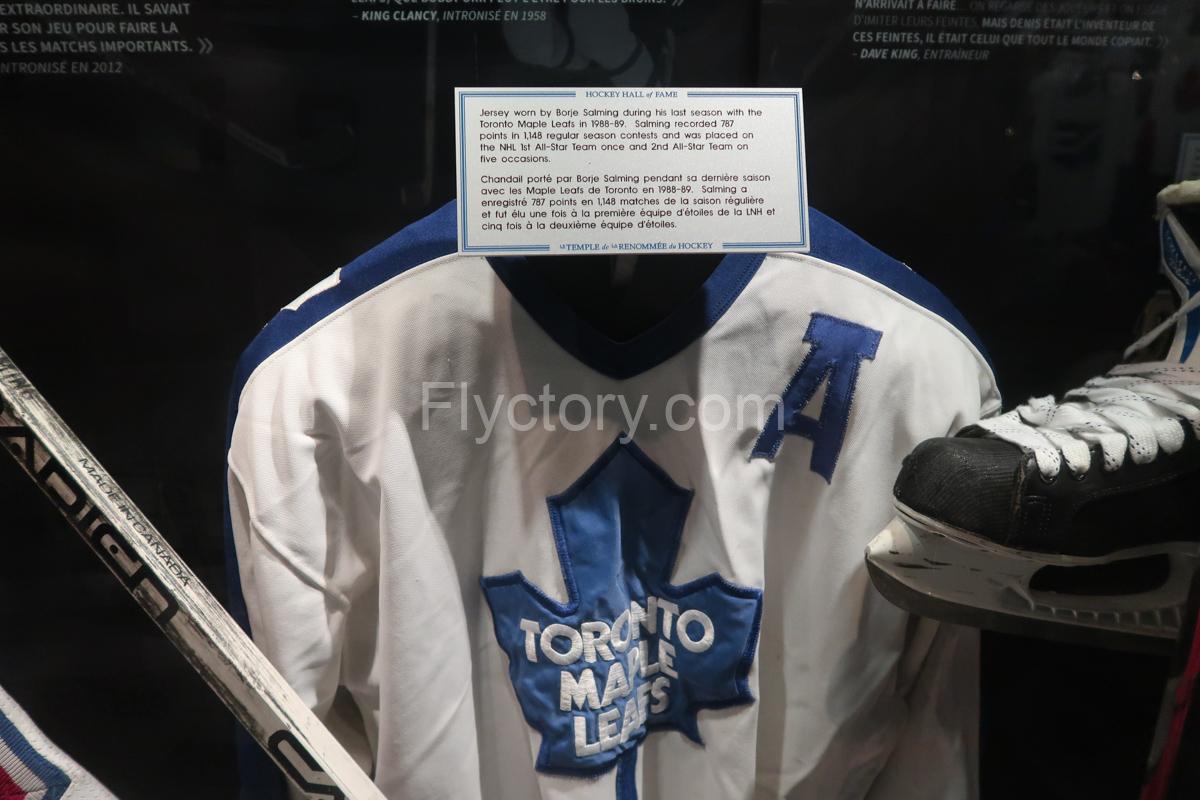 EXTRAORDINAIRE. IL SAVAIT
R SON JEU POUR FAIRE LA
S LES MATCHS IMPORTANTS. »
NTRONISÉ EN 2012
- KING CLANCY, INTRONISÉ EN 1958
N'ARRIVAIT À FAIRE...
D'IMITER LEURS FEINTES, MAIS DENIS ÉTAIT L'INVENTEUR DE
CES FEINTES, IL ÉTAIT CELUI QUE TOUT LE MONDE COPIAIT. »
- DAVE KING, ENTRAÎNEUR
HOCKEY HALL of FAME
Jersey worn by Borje Salming during his last season with the
Toronto Maple Leafs in 1988-89. Salming recorded 787
points in 1,148 regular season contests and was placed on
the NHL 1st All-Star Team once and 2nd All-Star Team on
five occasions.
Chandail porté par Borje Salming pendant sa dernière saison
avec les Maple Leafs de Toronto en 1988-89. Salming a
enregistré 787 points en 1,148 matches de la saison régulière
et fut élu une fois à la première équipe d'étoiles de la LNH et
cinq fois à la deuxième équipe d'étoiles.
LE TEMPLE de LA RENOMMÉE du HOCKEY
A
Flyctory.com
MADE IN CANADA
TORONTO
MAPLE
LEAFS